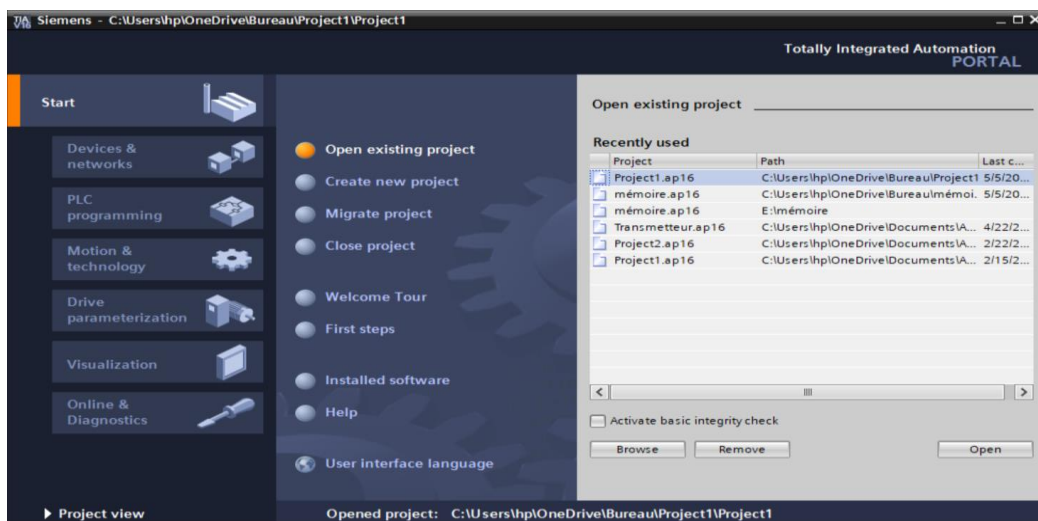 Siemens - C:\Users\hp\OneDrive\Bureau\Project1\Project1
Totally Integrated Automation
PORTAL
Start
Devices &
networks
PLC
programming
Motion &
technology
Drive
parameterization
Visualization
Online &
Diagnostics
Project view
Open existing project
Create new project
Migrate project
Close project
Welcome Tour
First steps
Installed software
Help
User interface language
Open existing project
Recently used
Project Path Last c...
Project1.ap16 C:\Users\hp\OneDrive\Bureau\Project1 5/5/20...
mémoire.ap16 C:\Users\hp\OneDrive\Bureau\mémoi. 5/5/20...
mémoire.ap16 E:\mémoire
Transmetteur.ap16 C:\Users\hp\OneDrive\Documents\A... 4/22/2...
Project2.ap16 C:\Users\hp\OneDrive\Documents\A... 2/22/2...
Project1.ap16 C:\Users\hp\OneDrive\Documents\A... 2/15/2...
Activate basic integrity check
Browse Remove Open
Opened project: C:\Users\hp\OneDrive\Bureau\Project1\Project1